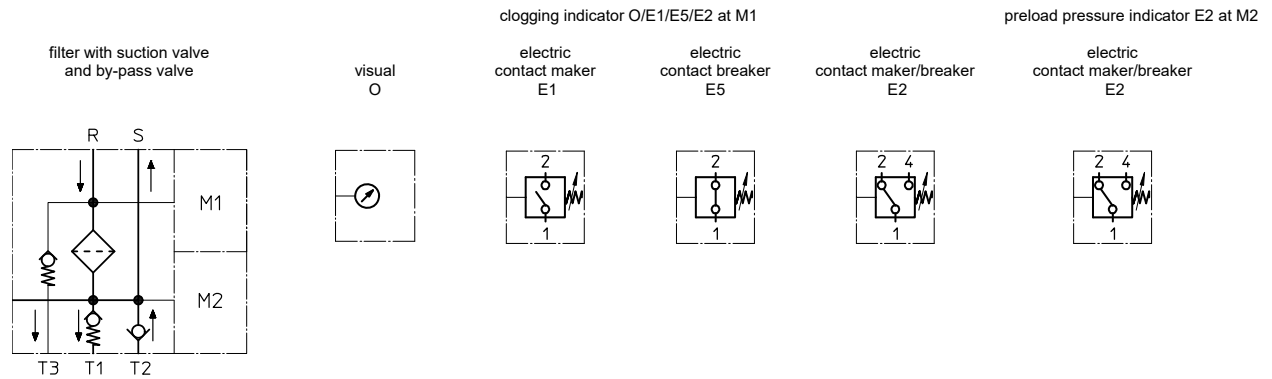 clogging indicator O/E1/E5/E2 at M1
preload pressure indicator E2 at M2
filter with suction valve
and by-pass valve
visual
O
electric
contact maker
E1
electric
contact breaker
E5
electric
contact maker/breaker
E2
electric
contact maker/breaker
E2
R S
M1
M2
T3 T1 T2
2
1
2
1
2 4
1
2 4
1